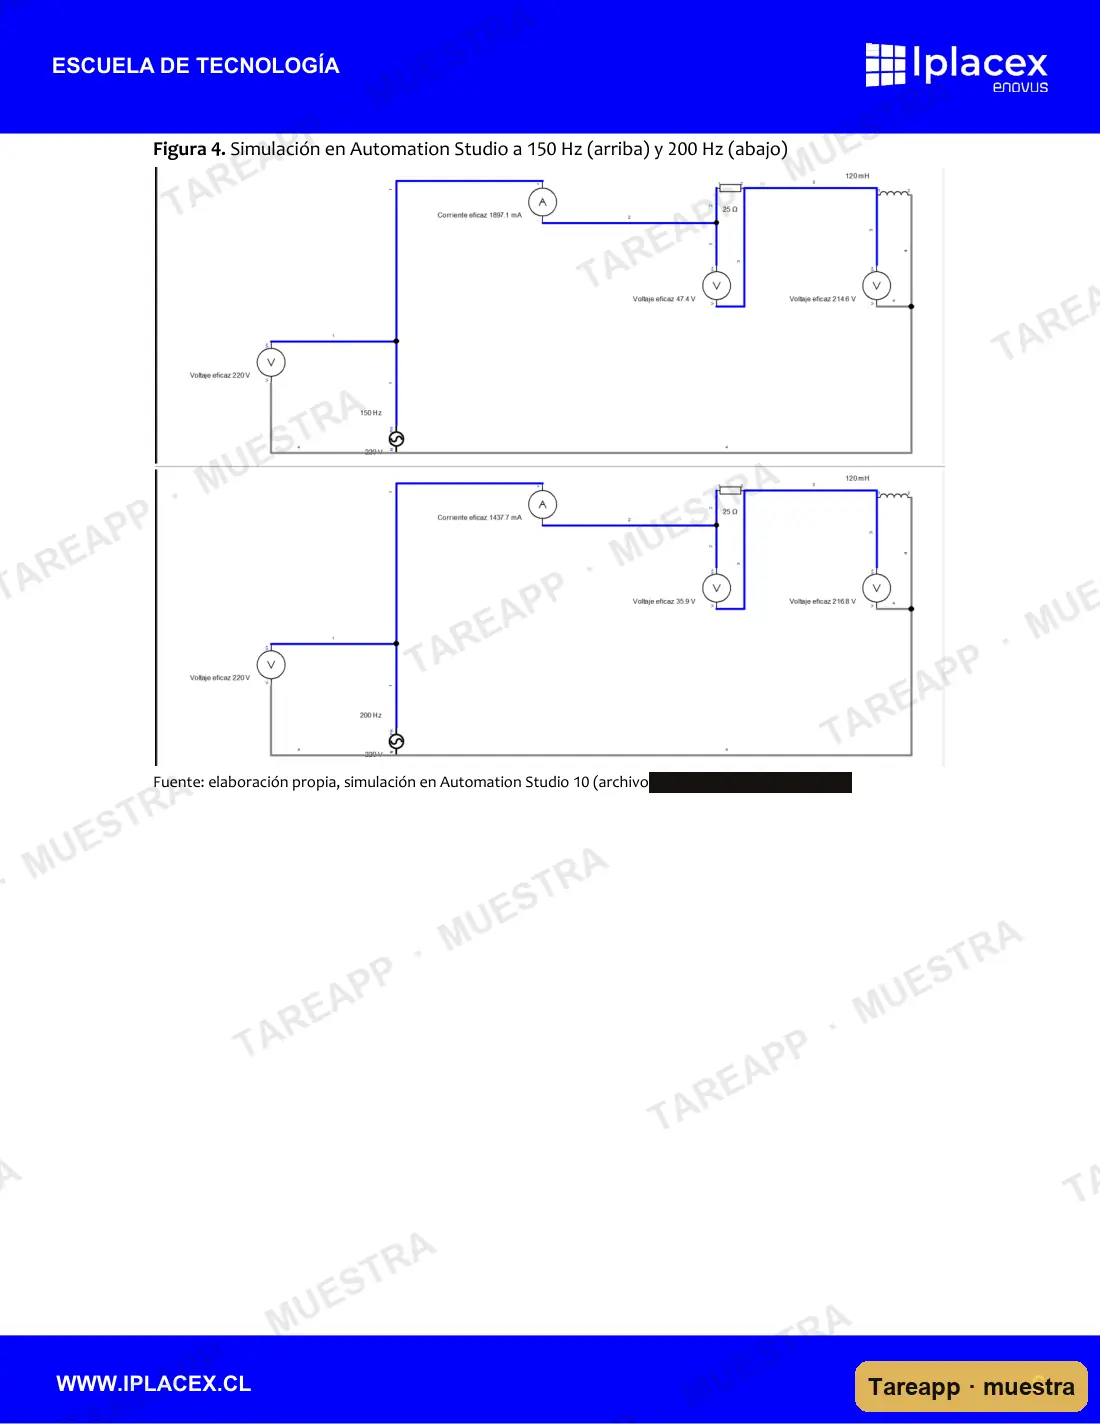 ESCUELA DE TECNOLOGÍA
Iplacex
enovus
Figura 4. Simulación en Automation Studio a 150 Hz (arriba) y 200 Hz (abajo)
120 mH
25 Ω
Corriente eficaz 1897.1 mA
A
V
V
Voltaje eficaz 47.4 V
Voltaje eficaz 214.6 V
V
Voltaje eficaz 220 V
150 Hz
220 V
120 mH
25 Ω
Corriente eficaz 1437.7 mA
A
V
V
Voltaje eficaz 35.9 V
Voltaje eficaz 216.8 V
V
Voltaje eficaz 220 V
200 Hz
220 V
Fuente: elaboración propia, simulación en Automation Studio 10 (archivo
TAREAPP · MUESTRA
WWW.IPLACEX.CL
Tareapp · muestra